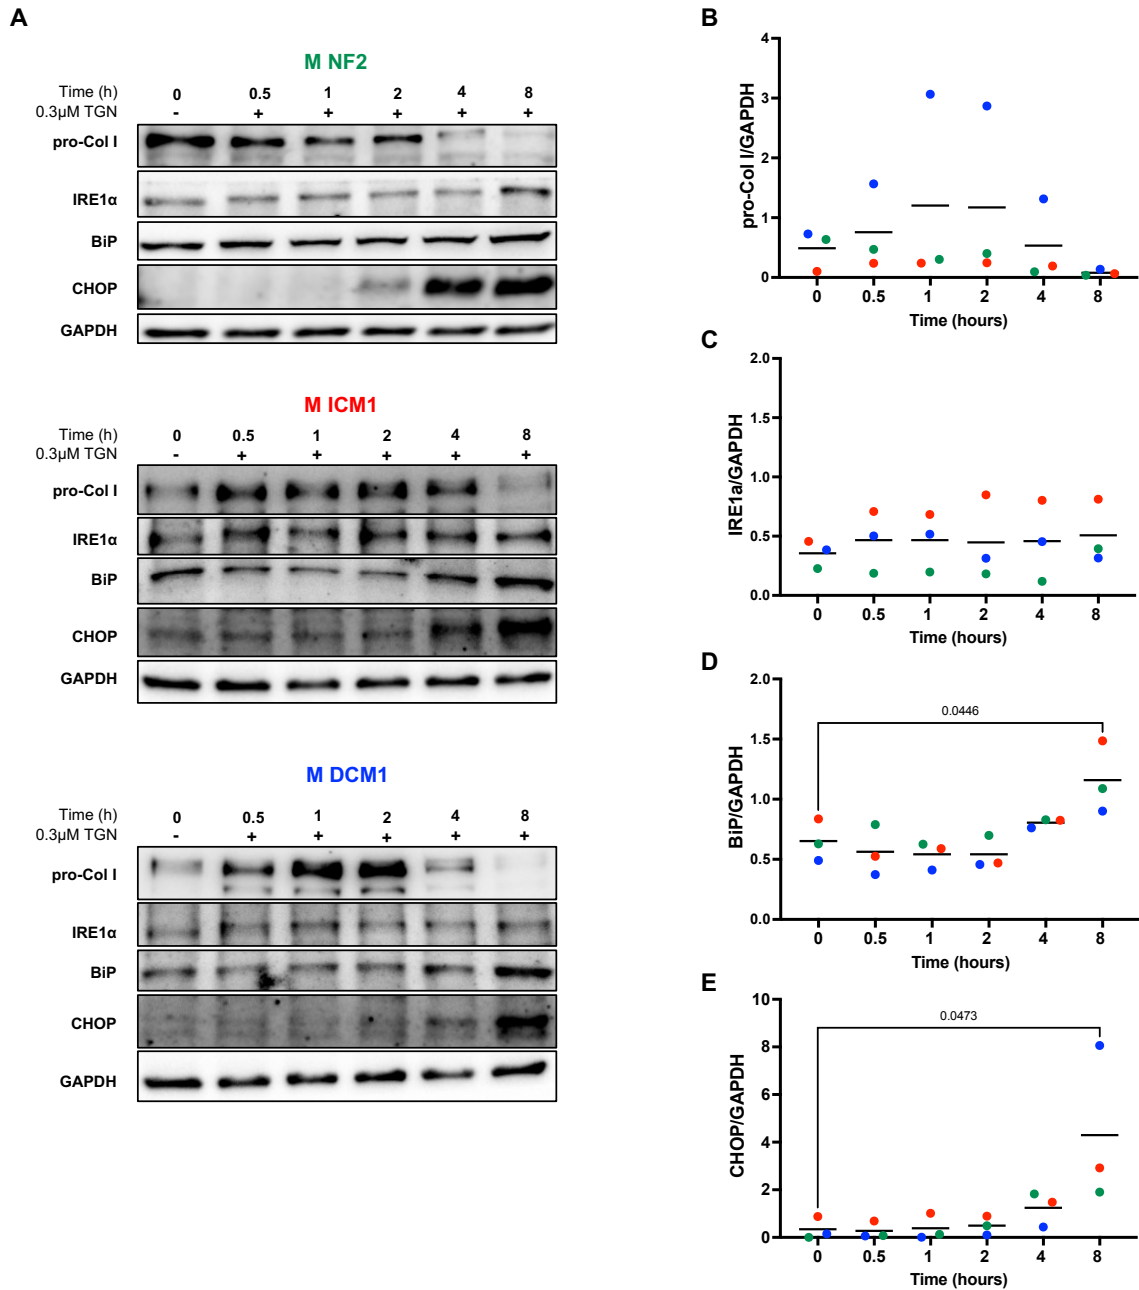 A
M NF2
Time (h) 0 0.5 1 2 4 8
0.3µM TGN - + + + + +
pro-Col I
IRE1α
BiP
CHOP
GAPDH
M ICM1
Time (h) 0 0.5 1 2 4 8
0.3µM TGN - + + + + +
pro-Col I
IRE1α
BiP
CHOP
GAPDH
M DCM1
Time (h) 0 0.5 1 2 4 8
0.3µM TGN - + + + + +
pro-Col I
IRE1α
BiP
CHOP
GAPDH
B
pro-Col I/GAPDH
4
3
2
1
0
0 0.5 1 2 4 8
Time (hours)
C
IRE1a/GAPDH
2.0
1.5
1.0
0.5
0.0
0 0.5 1 2 4 8
Time (hours)
D
BiP/GAPDH
2.0
1.5
1.0
0.5
0.0
0.0446
0 0.5 1 2 4 8
Time (hours)
E
CHOP/GAPDH
10
8
6
4
2
0
0.0473
0 0.5 1 2 4 8
Time (hours)